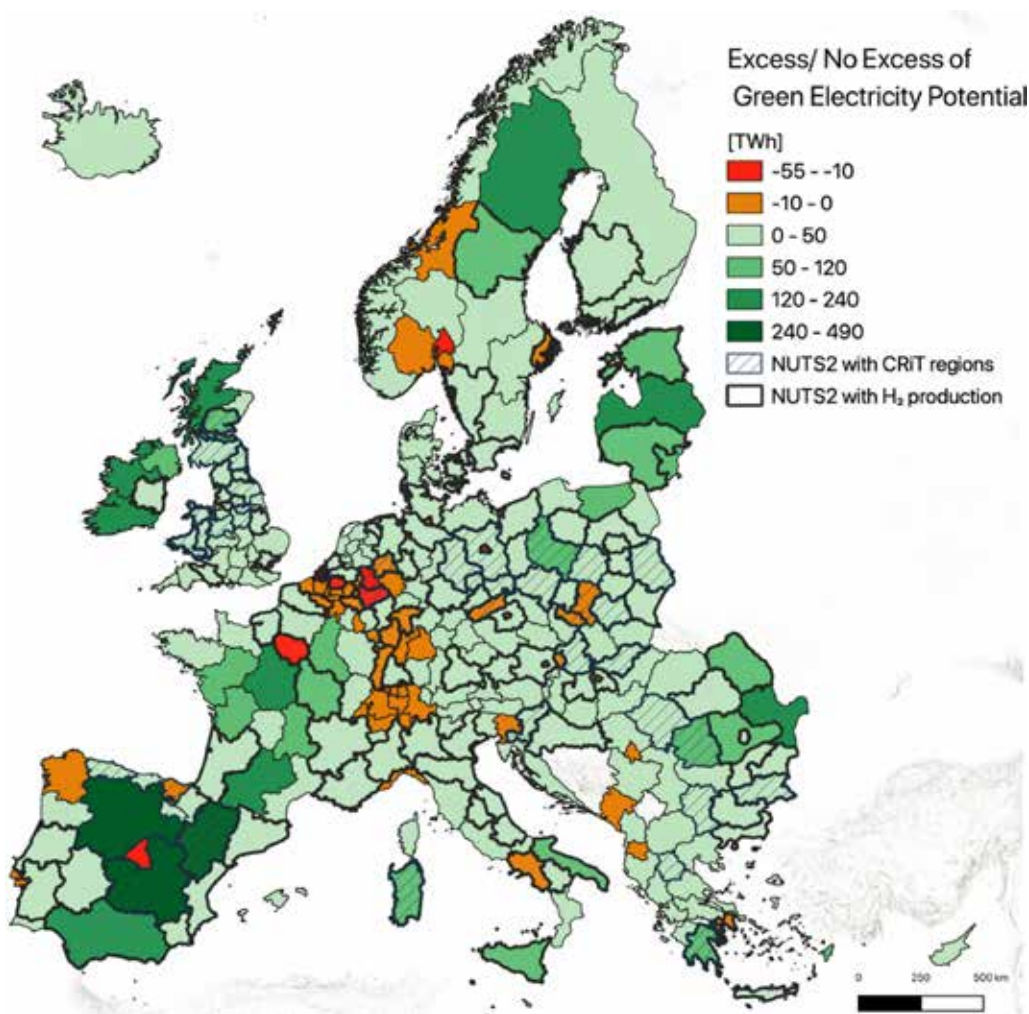 Excess/ No Excess of
Green Electricity Potential
[TWh]
-55 - -10
-10 - 0
0 - 50
50 - 120
120 - 240
240 - 490
NUTS2 with CRiT regions
NUTS2 with H₂ production
0 250 500 km